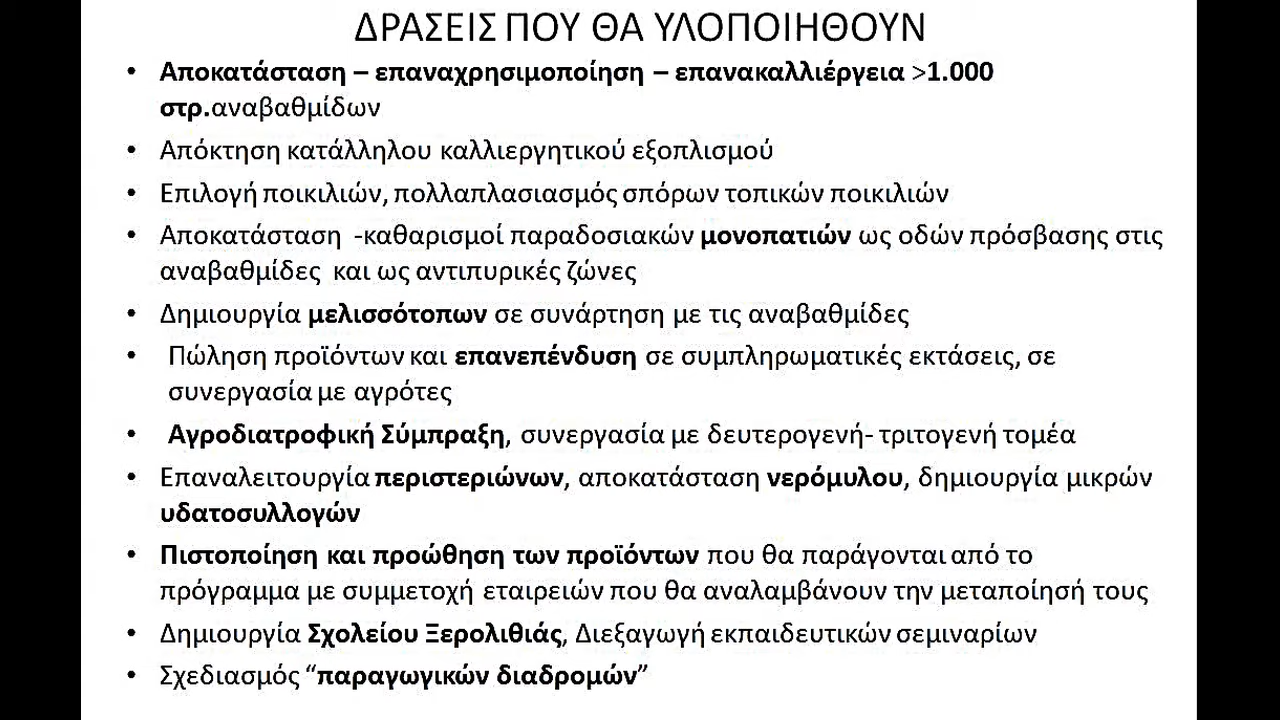 ΔΡΑΣΕΙΣ ΠΟΥ ΘΑ ΥΛΟΠΟΙΗΘΟΥΝ
• Αποκατάσταση – επαναχρησιμοποίηση – επανακαλλιέργεια >1.000
στρ.αναβαθμίδων
• Απόκτηση κατάλληλου καλλιεργητικού εξοπλισμού
• Επιλογή ποικιλιών, πολλαπλασιασμός σπόρων τοπικών ποικιλιών
• Αποκατάσταση -καθαρισμοί παραδοσιακών μονοπατιών ως οδών πρόσβασης στις
αναβαθμίδες και ως αντιπυρικές ζώνες
• Δημιουργία μελισσότοπων σε συνάρτηση με τις αναβαθμίδες
• Πώληση προϊόντων και επανεπένδυση σε συμπληρωματικές εκτάσεις, σε
συνεργασία με αγρότες
• Αγροδιατροφική Σύμπραξη, συνεργασία με δευτερογενή- τριτογενή τομέα
• Επαναλειτουργία περιστεριώνων, αποκατάσταση νερόμυλου, δημιουργία μικρών
υδατοσυλλογών
• Πιστοποίηση και προώθηση των προϊόντων που θα παράγονται από το
πρόγραμμα με συμμετοχή εταιρειών που θα αναλαμβάνουν την μεταποίησή τους
• Δημιουργία Σχολείου Ξερολιθιάς, Διεξαγωγή εκπαιδευτικών σεμιναρίων
• Σχεδιασμός “παραγωγικών διαδρομών”